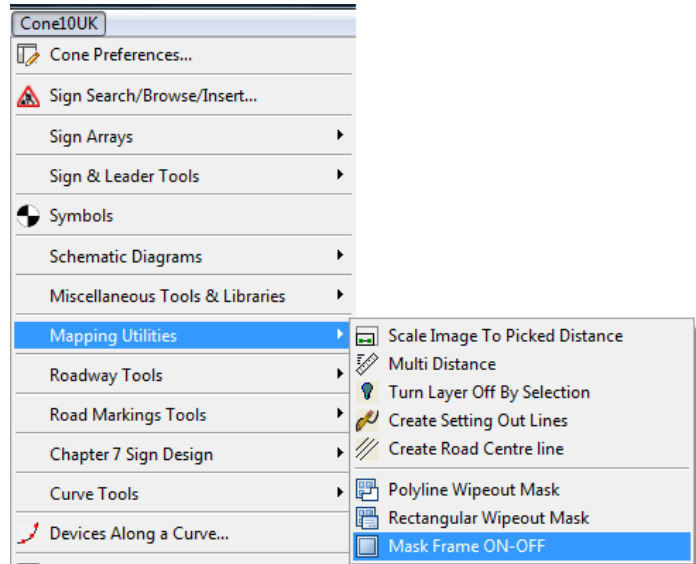 Cone10UK
Cone Preferences...
Sign Search/Browse/Insert...
Sign Arrays
Sign & Leader Tools
Symbols
Schematic Diagrams
Miscellaneous Tools & Libraries
Mapping Utilities
Roadway Tools
Road Markings Tools
Chapter 7 Sign Design
Curve Tools
Devices Along a Curve...
Scale Image To Picked Distance
Multi Distance
Turn Layer Off By Selection
Create Setting Out Lines
Create Road Centre line
Polyline Wipeout Mask
Rectangular Wipeout Mask
Mask Frame ON-OFF